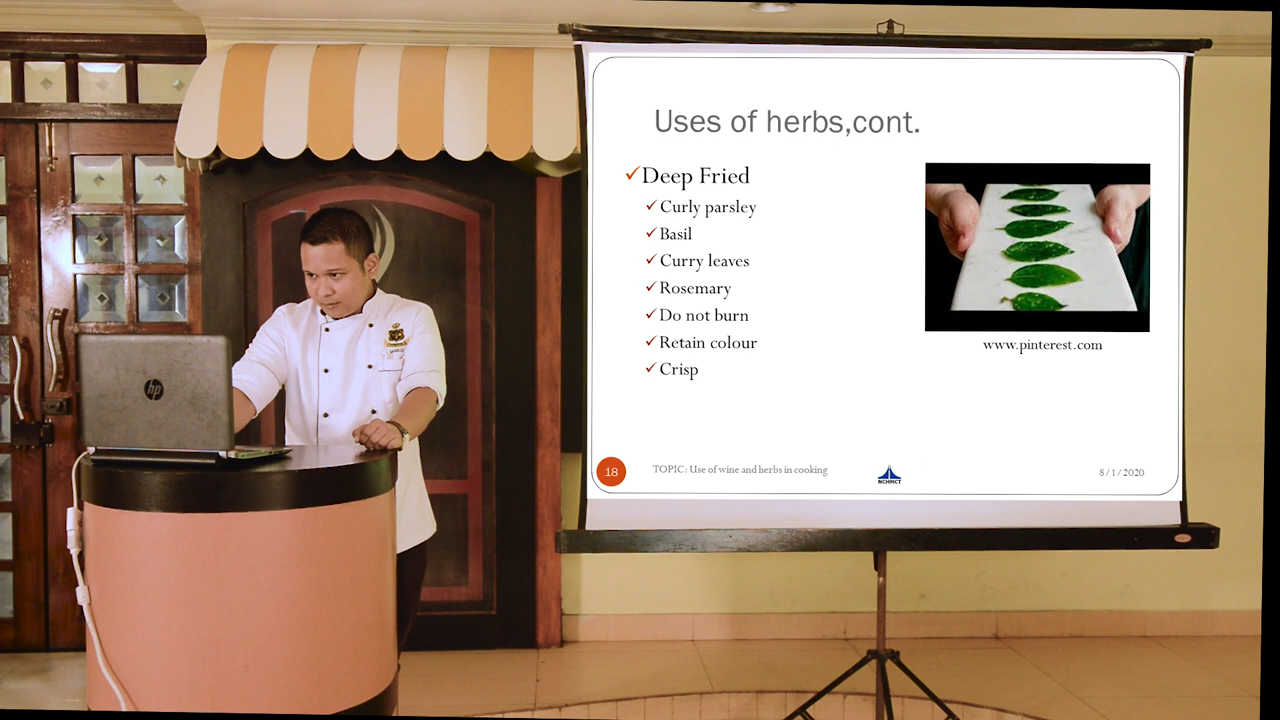 Uses of herbs,cont.
Deep Fried
Curly parsley
Basil
Curry leaves
Rosemary
Do not burn
Retain colour
Crisp
www.pinterest.com
18
TOPIC: Use of wine and herbs in cooking
NCHMCT
8/1/2020
hp